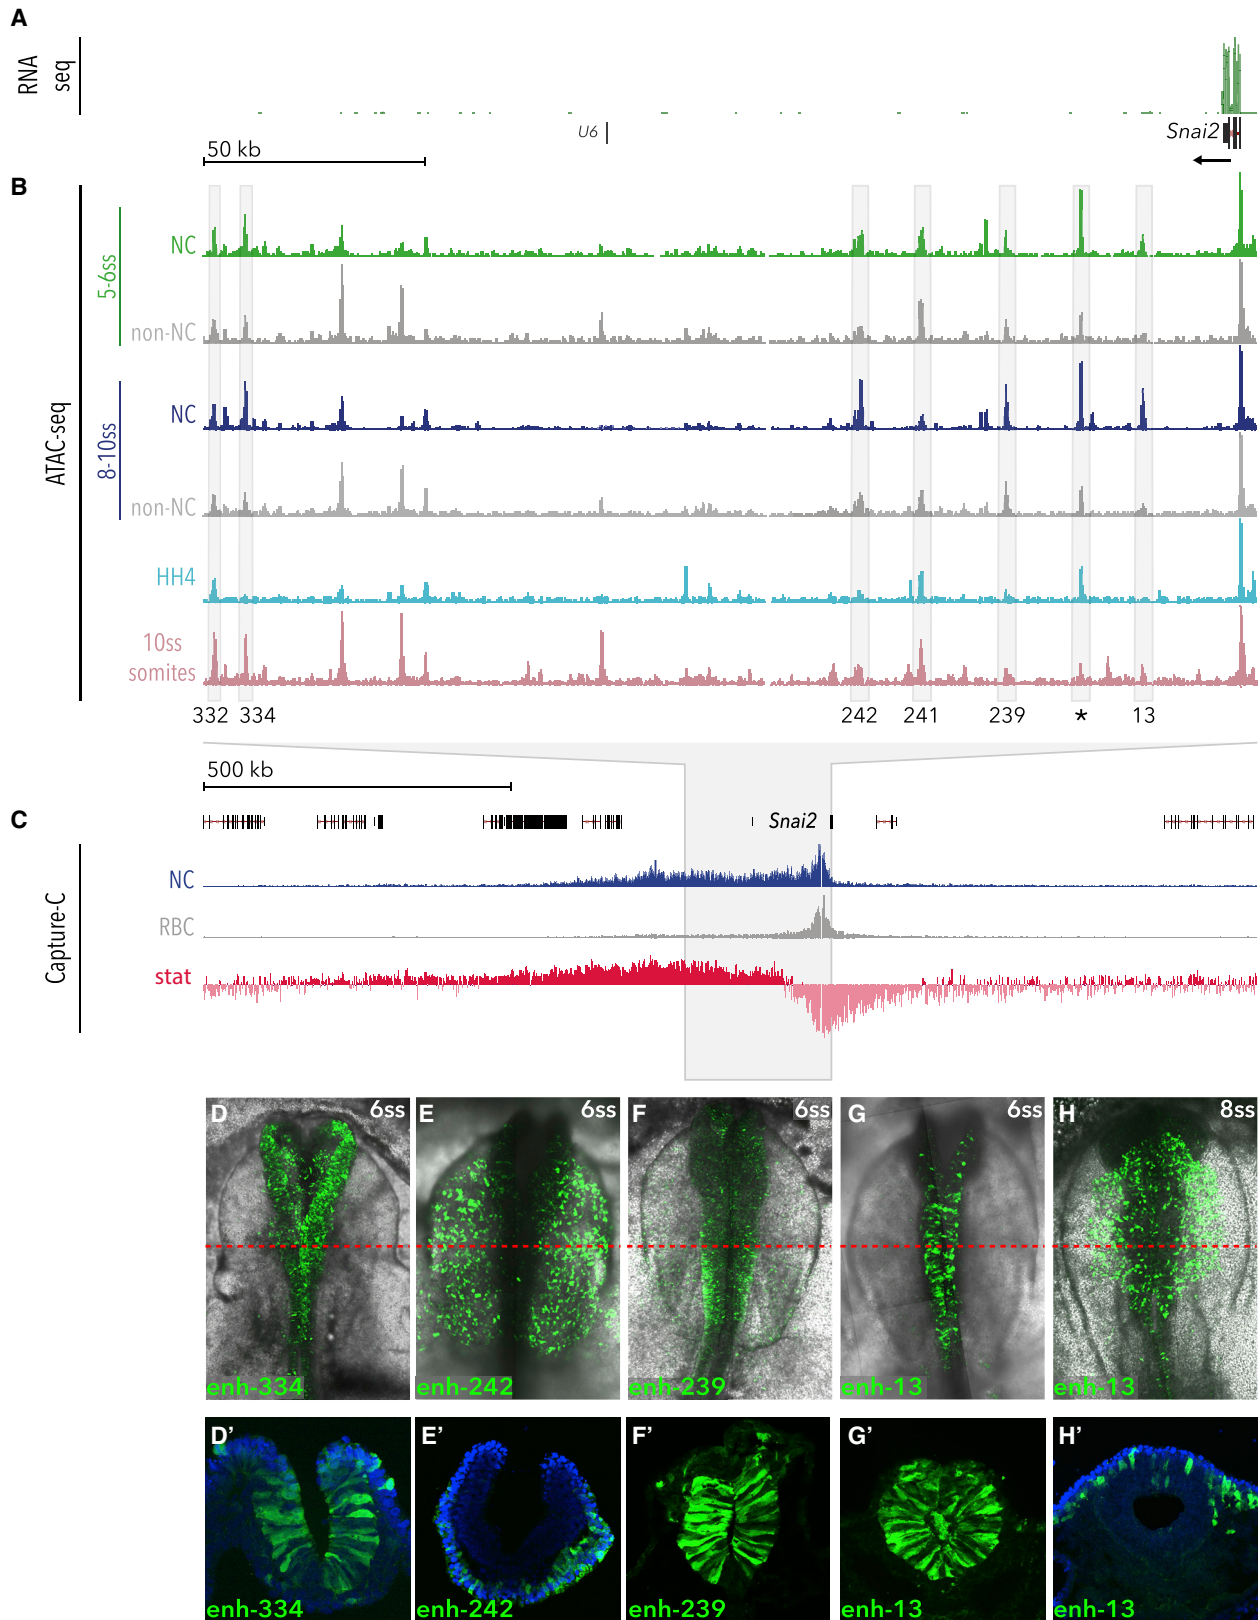 A
RNA
seq
U6
Snai2
50 kb
B
ATAC-seq
5-6ss
NC
non-NC
8-10ss
NC
non-NC
HH4
10ss
somites
332 334 242 241 239 * 13
500 kb
C
Snai2
Capture-C
NC
RBC
stat
D 6ss E 6ss F 6ss G 6ss H 8ss
enh-334 enh-242 enh-239 enh-13 enh-13
D’ E’ F’ G’ H’
enh-334 enh-242 enh-239 enh-13 enh-13